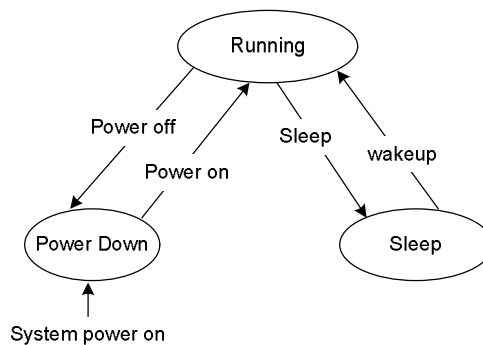 Running
Power off
Sleep
Power on
wakeup
Power Down
Sleep
System power on